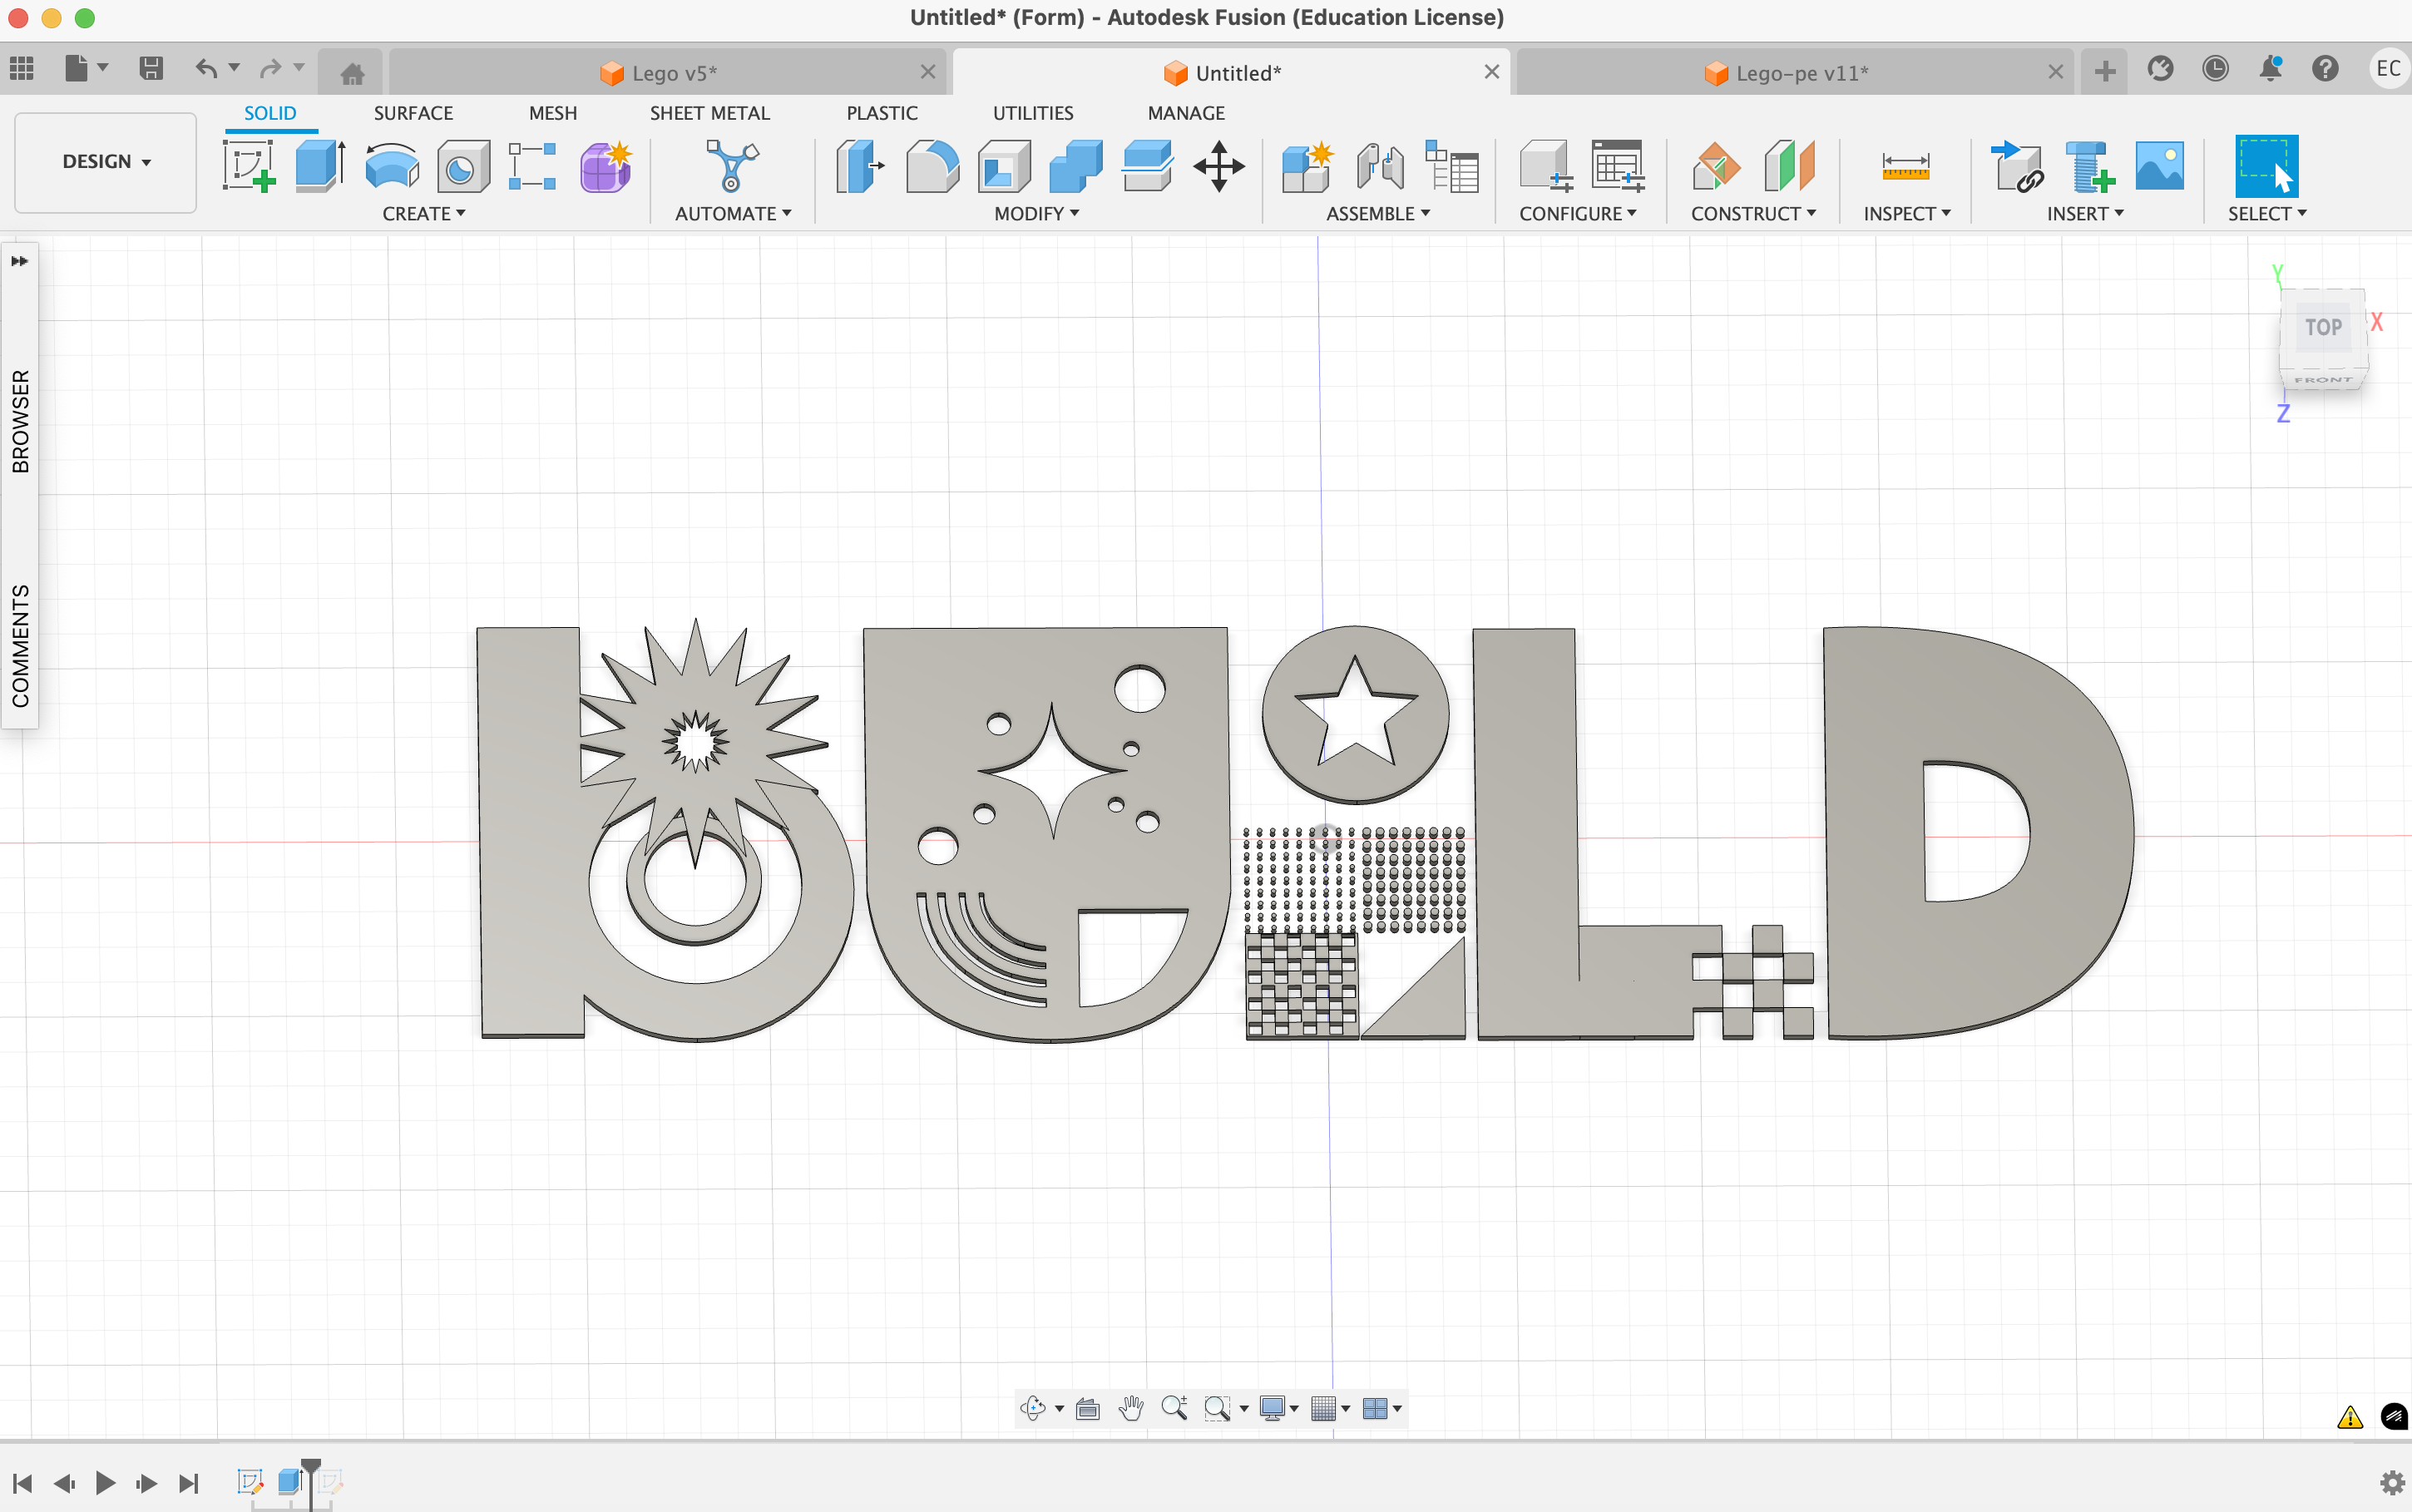 Untitled* (Form) - Autodesk Fusion (Education License)
Lego v5*
Untitled*
Lego-pe v11*
EC
DESIGN
SOLID
SURFACE
MESH
SHEET METAL
PLASTIC
UTILITIES
MANAGE
CREATE
AUTOMATE
MODIFY
ASSEMBLE
CONFIGURE
CONSTRUCT
INSPECT
INSERT
SELECT
BROWSER
COMMENTS
Y
TOP
X
FRONT
Z
bUiLD